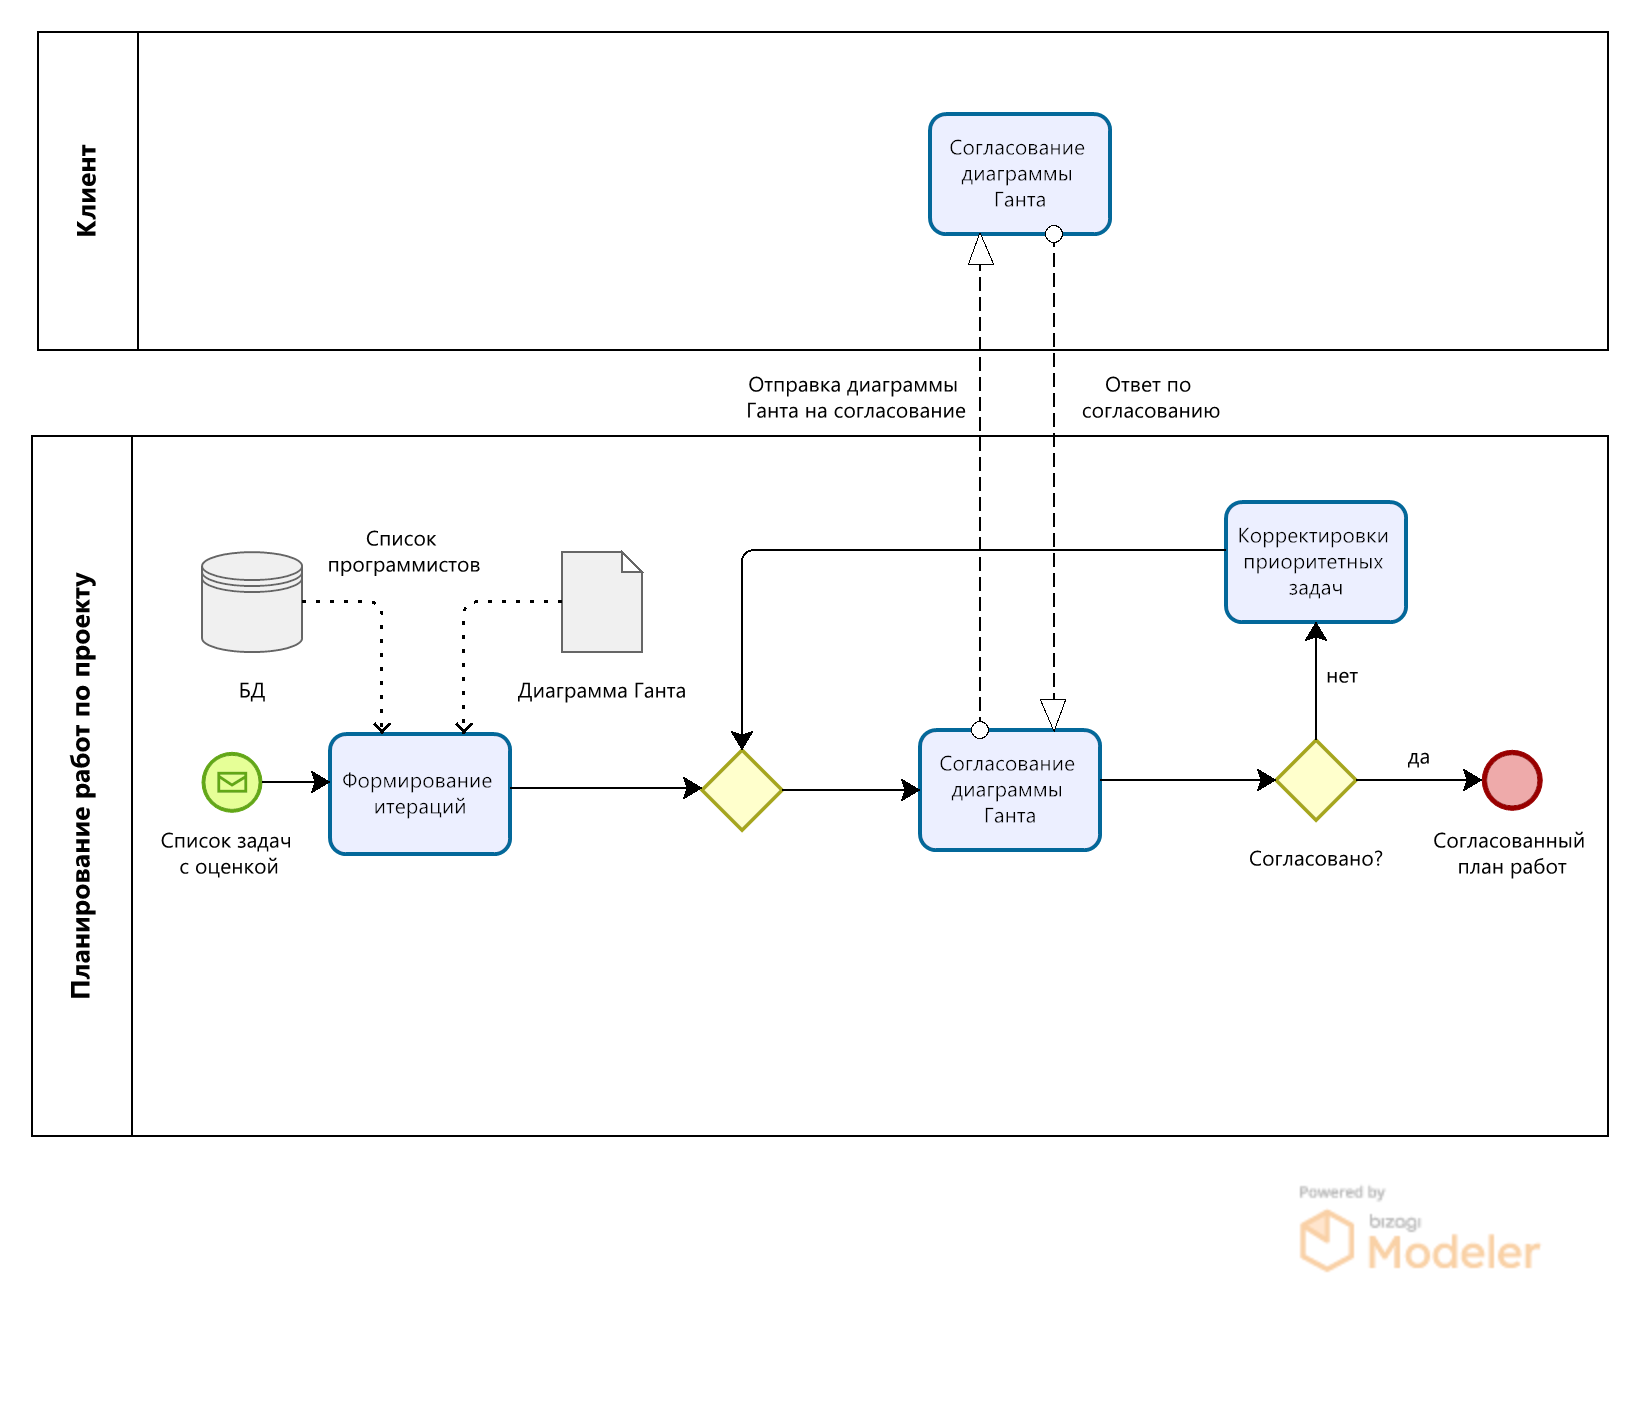 Клиент
Согласование
диаграммы
Ганта
Отправка диаграммы
Ганта на согласование
Ответ по
согласованию
Планирование работ по проекту
Список
программистов
БД
Диаграмма Ганта
Корректировки
приоритетных
задач
нет
Список задач
с оценкой
Формирование
итераций
Согласование
диаграммы
Ганта
Согласовано?
да
Согласованный
план работ
Powered by
bizagi
Modeler